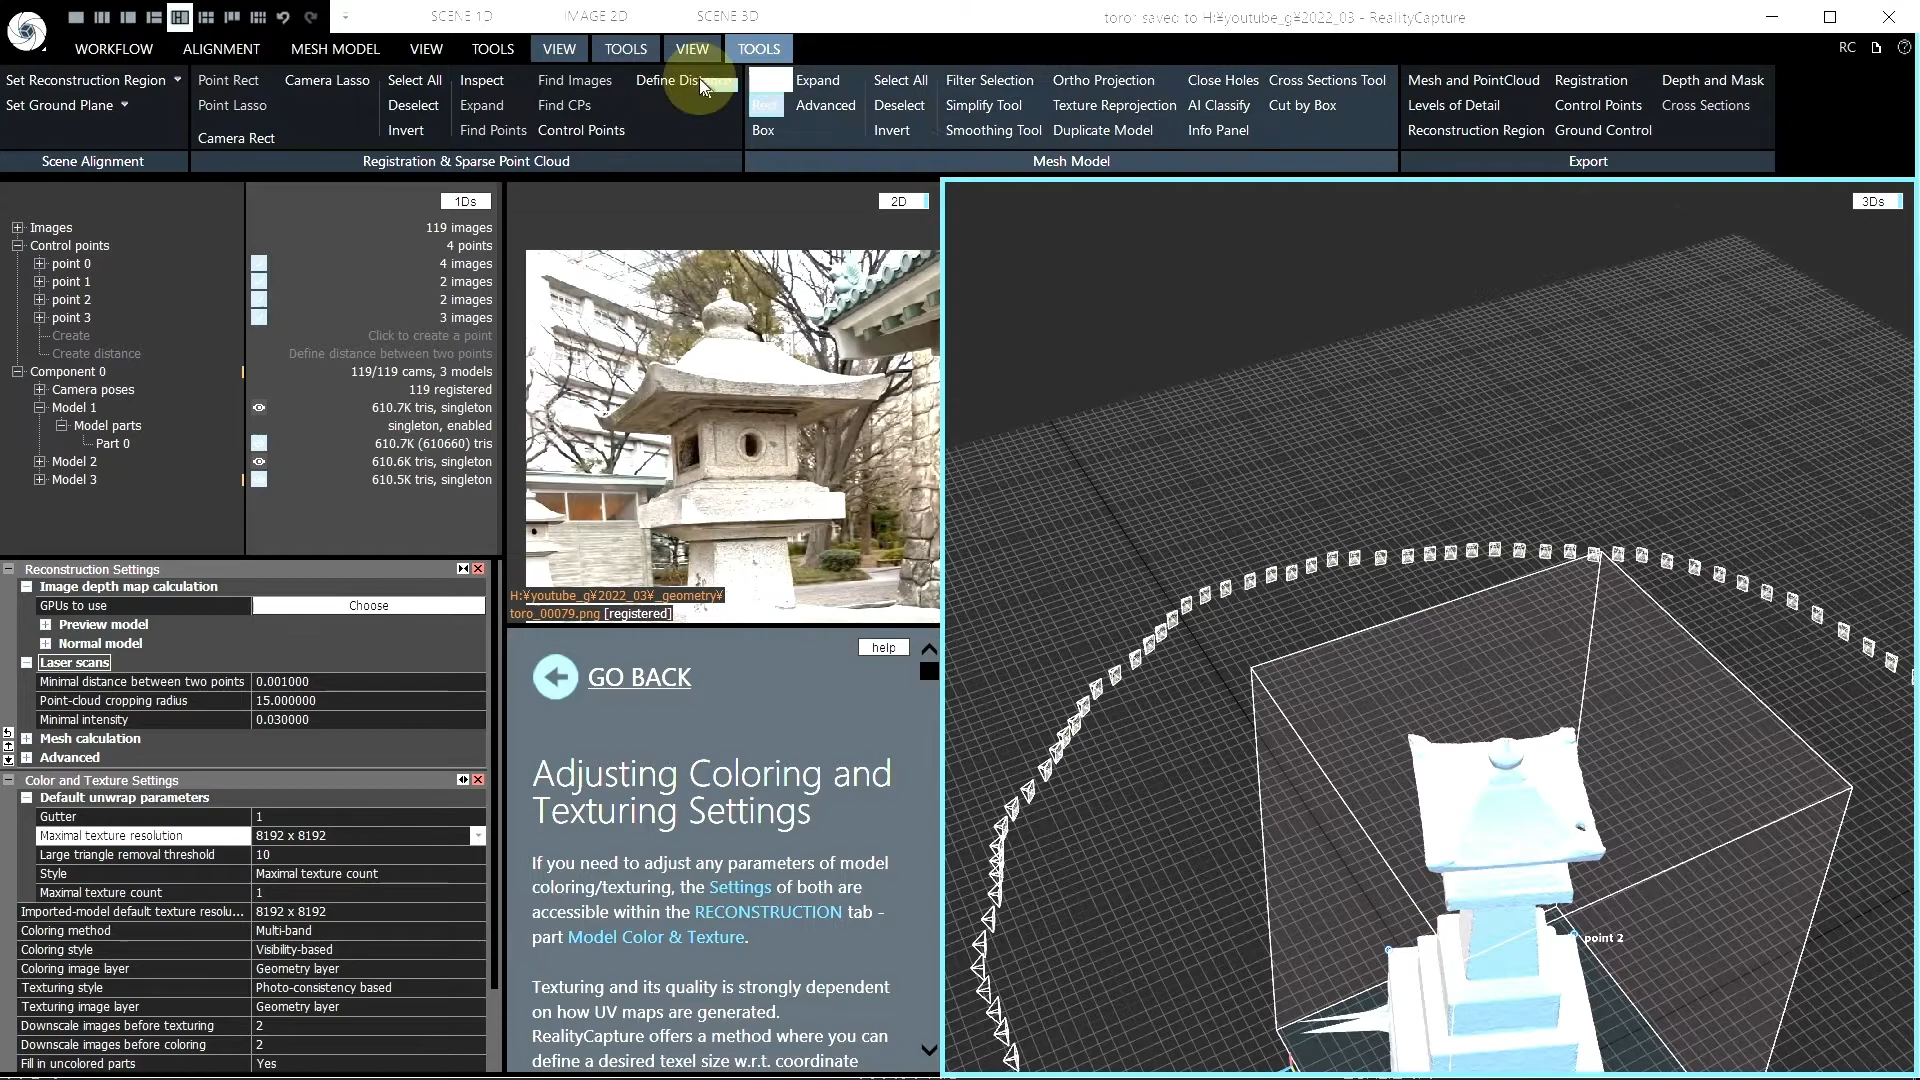 SCENE 1D IMAGE 2D SCENE 3D toror saved to H:¥youtube_g¥2022_03 - RealityCapture
WORKFLOW ALIGNMENT MESH MODEL VIEW TOOLS VIEW TOOLS VIEW TOOLS RC
Set Reconstruction Region Point Rect Camera Lasso Select All Inspect Find Images Define Distance Expand Select All Filter Selection Ortho Projection Close Holes Cross Sections Tool Mesh and PointCloud Registration Depth and Mask
Set Ground Plane Point Lasso Deselect Expand Find CPs Rect Advanced Deselect Simplify Tool Texture Reprojection AI Classify Cut by Box Levels of Detail Control Points Cross Sections
Camera Rect Invert Find Points Control Points Box Invert Smoothing Tool Duplicate Model Info Panel Reconstruction Region Ground Control
Scene Alignment Registration & Sparse Point Cloud Mesh Model Export
1Ds 2D 3Ds
Images 119 images
Control points 4 points
point 0 4 images
point 1 2 images
point 2 2 images
point 3 3 images
Create Click to create a point
Create distance Define distance between two points
Component 0 119/119 cams, 3 models
Camera poses 119 registered
Model 1 610.7K tris, singleton
Model parts singleton, enabled
Part 0 610.7K (610660) tris
Model 2 610.6K tris, singleton
Model 3 610.5K tris, singleton
Reconstruction Settings
Image depth map calculation
GPUs to use Choose
Preview model
Normal model
Laser scans
Minimal distance between two points 0.001000
Point-cloud cropping radius 15.000000
Minimal intensity 0.030000
Mesh calculation
Advanced
Color and Texture Settings
Default unwrap parameters
Gutter 1
Maximal texture resolution 8192 x 8192
Large triangle removal threshold 10
Style Maximal texture count
Maximal texture count 1
Imported-model default texture resolu... 8192 x 8192
Coloring method Multi-band
Coloring style Visibility-based
Coloring image layer Geometry layer
Texturing style Photo-consistency based
Texturing image layer Geometry layer
Downscale images before texturing 2
Downscale images before coloring 2
Fill in uncolored parts Yes
H:¥youtube_g¥2022_03¥_geometry¥
toro_00079.png [registered]
help
GO BACK
Adjusting Coloring and
Texturing Settings
If you need to adjust any parameters of model
coloring/texturing, the Settings of both are
accessible within the RECONSTRUCTION tab -
part Model Color & Texture.
Texturing and its quality is strongly dependent
on how UV maps are generated.
RealityCapture offers a method where you can
define a desired texel size w.r.t. coordinate
point 2